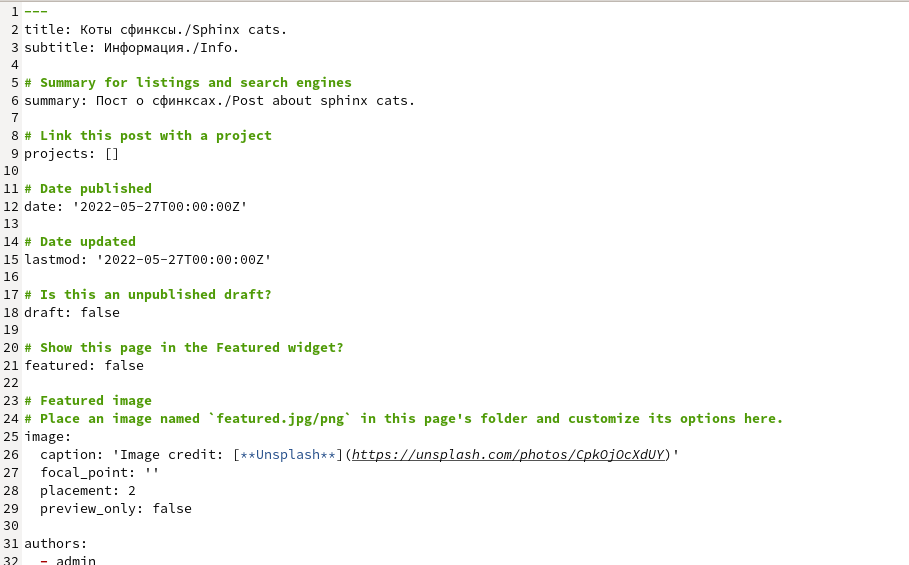 1 ---
2 title: Коты сфинксы./Sphinx cats.
3 subtitle: Информация./Info.
4
5 # Summary for listings and search engines
6 summary: Пост о сфинксах./Post about sphinx cats.
7
8 # Link this post with a project
9 projects: []
10
11 # Date published
12 date: '2022-05-27T00:00:00Z'
13
14 # Date updated
15 lastmod: '2022-05-27T00:00:00Z'
16
17 # Is this an unpublished draft?
18 draft: false
19
20 # Show this page in the Featured widget?
21 featured: false
22
23 # Featured image
24 # Place an image named `featured.jpg/png` in this page's folder and customize its options here.
25 image:
26   caption: 'Image credit: [**Unsplash**](https://unsplash.com/photos/CpkOjOcXdUY)'
27   focal_point: ''
28   placement: 2
29   preview_only: false
30
31 authors:
32   - admin